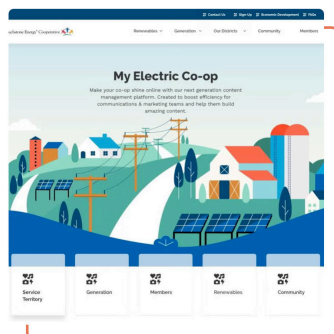 Contact Us Sign-Up Economic Development FAQs
Energy® Cooperative
Renewables Generation Our Districts Community Members
My Electric Co-op
Make your co-op shine online with our next generation content
management platform. Created to boost efficiency for
communications & marketing teams and help them build
amazing content.
Service
Territory
Generation
Members
Renewables
Community